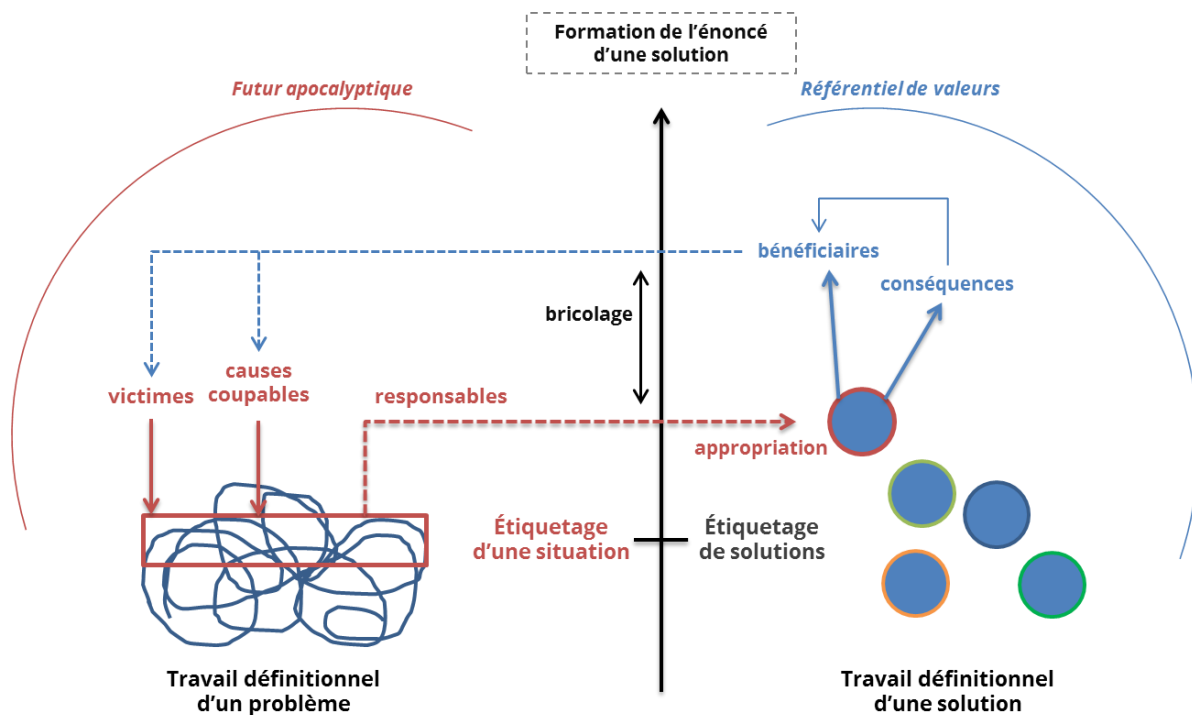 Formation de l’énoncé
d’une solution
Futur apocalyptique
Référentiel de valeurs
bénéficiaires
conséquences
bricolage
victimes
causes
coupables
responsables
appropriation
Étiquetage
d’une situation
Étiquetage
de solutions
Travail définitionnel
d’un problème
Travail définitionnel
d’une solution